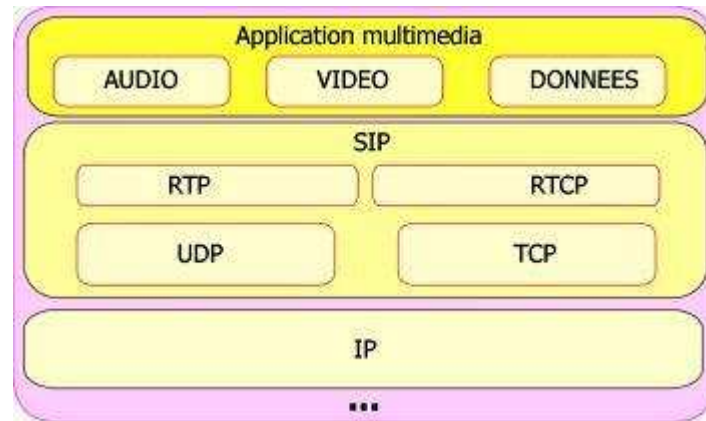 Application multimedia
AUDIO VIDEO DONNEES
SIP
RTP RTCP
UDP TCP
IP
...